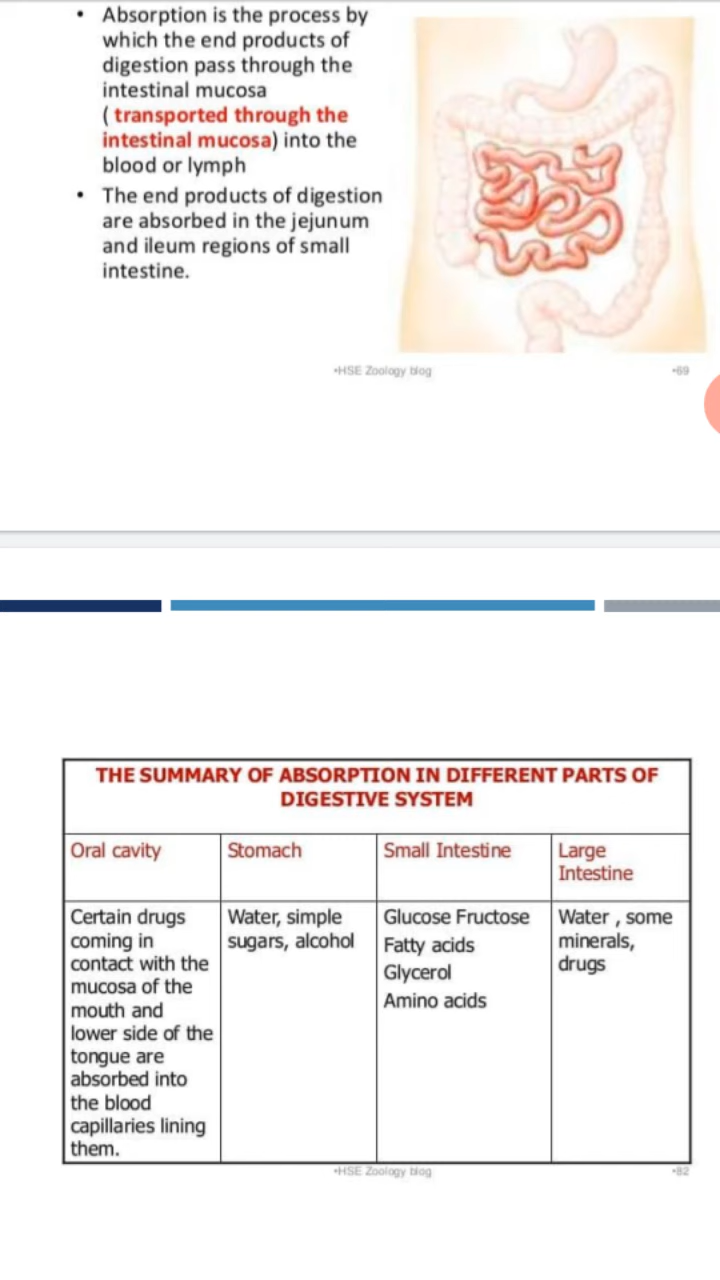 • Absorption is the process by
which the end products of
digestion pass through the
intestinal mucosa
( transported through the
intestinal mucosa) into the
blood or lymph
• The end products of digestion
are absorbed in the jejunum
and ileum regions of small
intestine.
•HSE Zoology blog
•69
THE SUMMARY OF ABSORPTION IN DIFFERENT PARTS OF
DIGESTIVE SYSTEM
Oral cavity
Stomach
Small Intestine
Large
Intestine
Certain drugs
coming in
contact with the
mucosa of the
mouth and
lower side of the
tongue are
absorbed into
the blood
capillaries lining
them.
Water, simple
sugars, alcohol
Glucose Fructose
Fatty acids
Glycerol
Amino acids
Water , some
minerals,
drugs
•HSE Zoology blog
•82